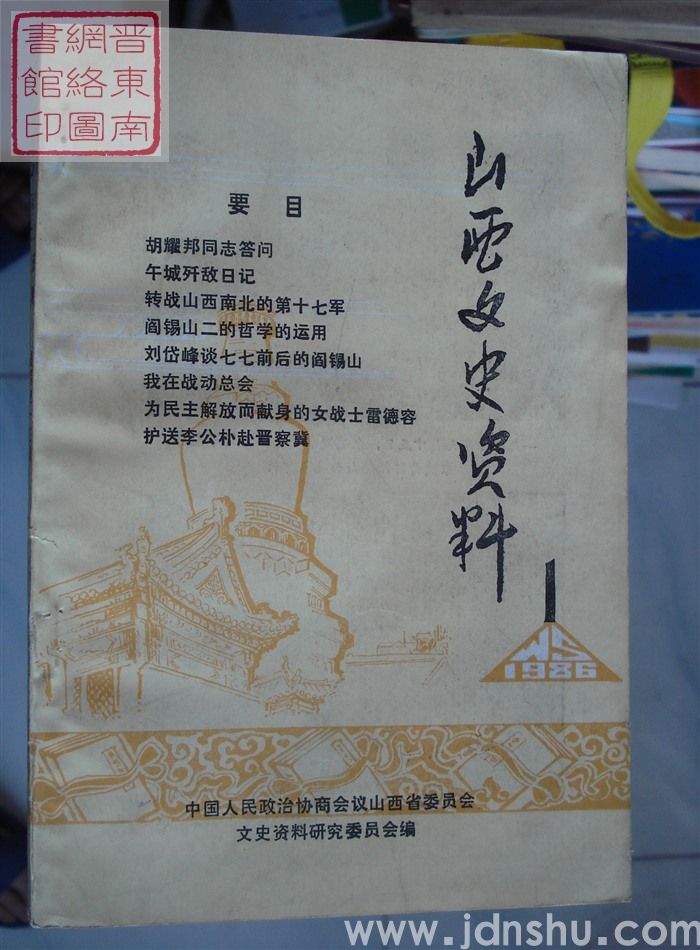 晋东南
網絡圖
書館印
山西文史资料
1
WS
1986
要目
胡耀邦同志答问
午城歼敌日记
转战山西南北的第十七军
阎锡山二的哲学的运用
刘岱峰谈七七前后的阎锡山
我在战动总会
为民主解放而献身的女战士雷德容
护送李公朴赴晋察冀
中国人民政治协商会议山西省委员会
文史资料研究委员会编
www.jdnshu.com